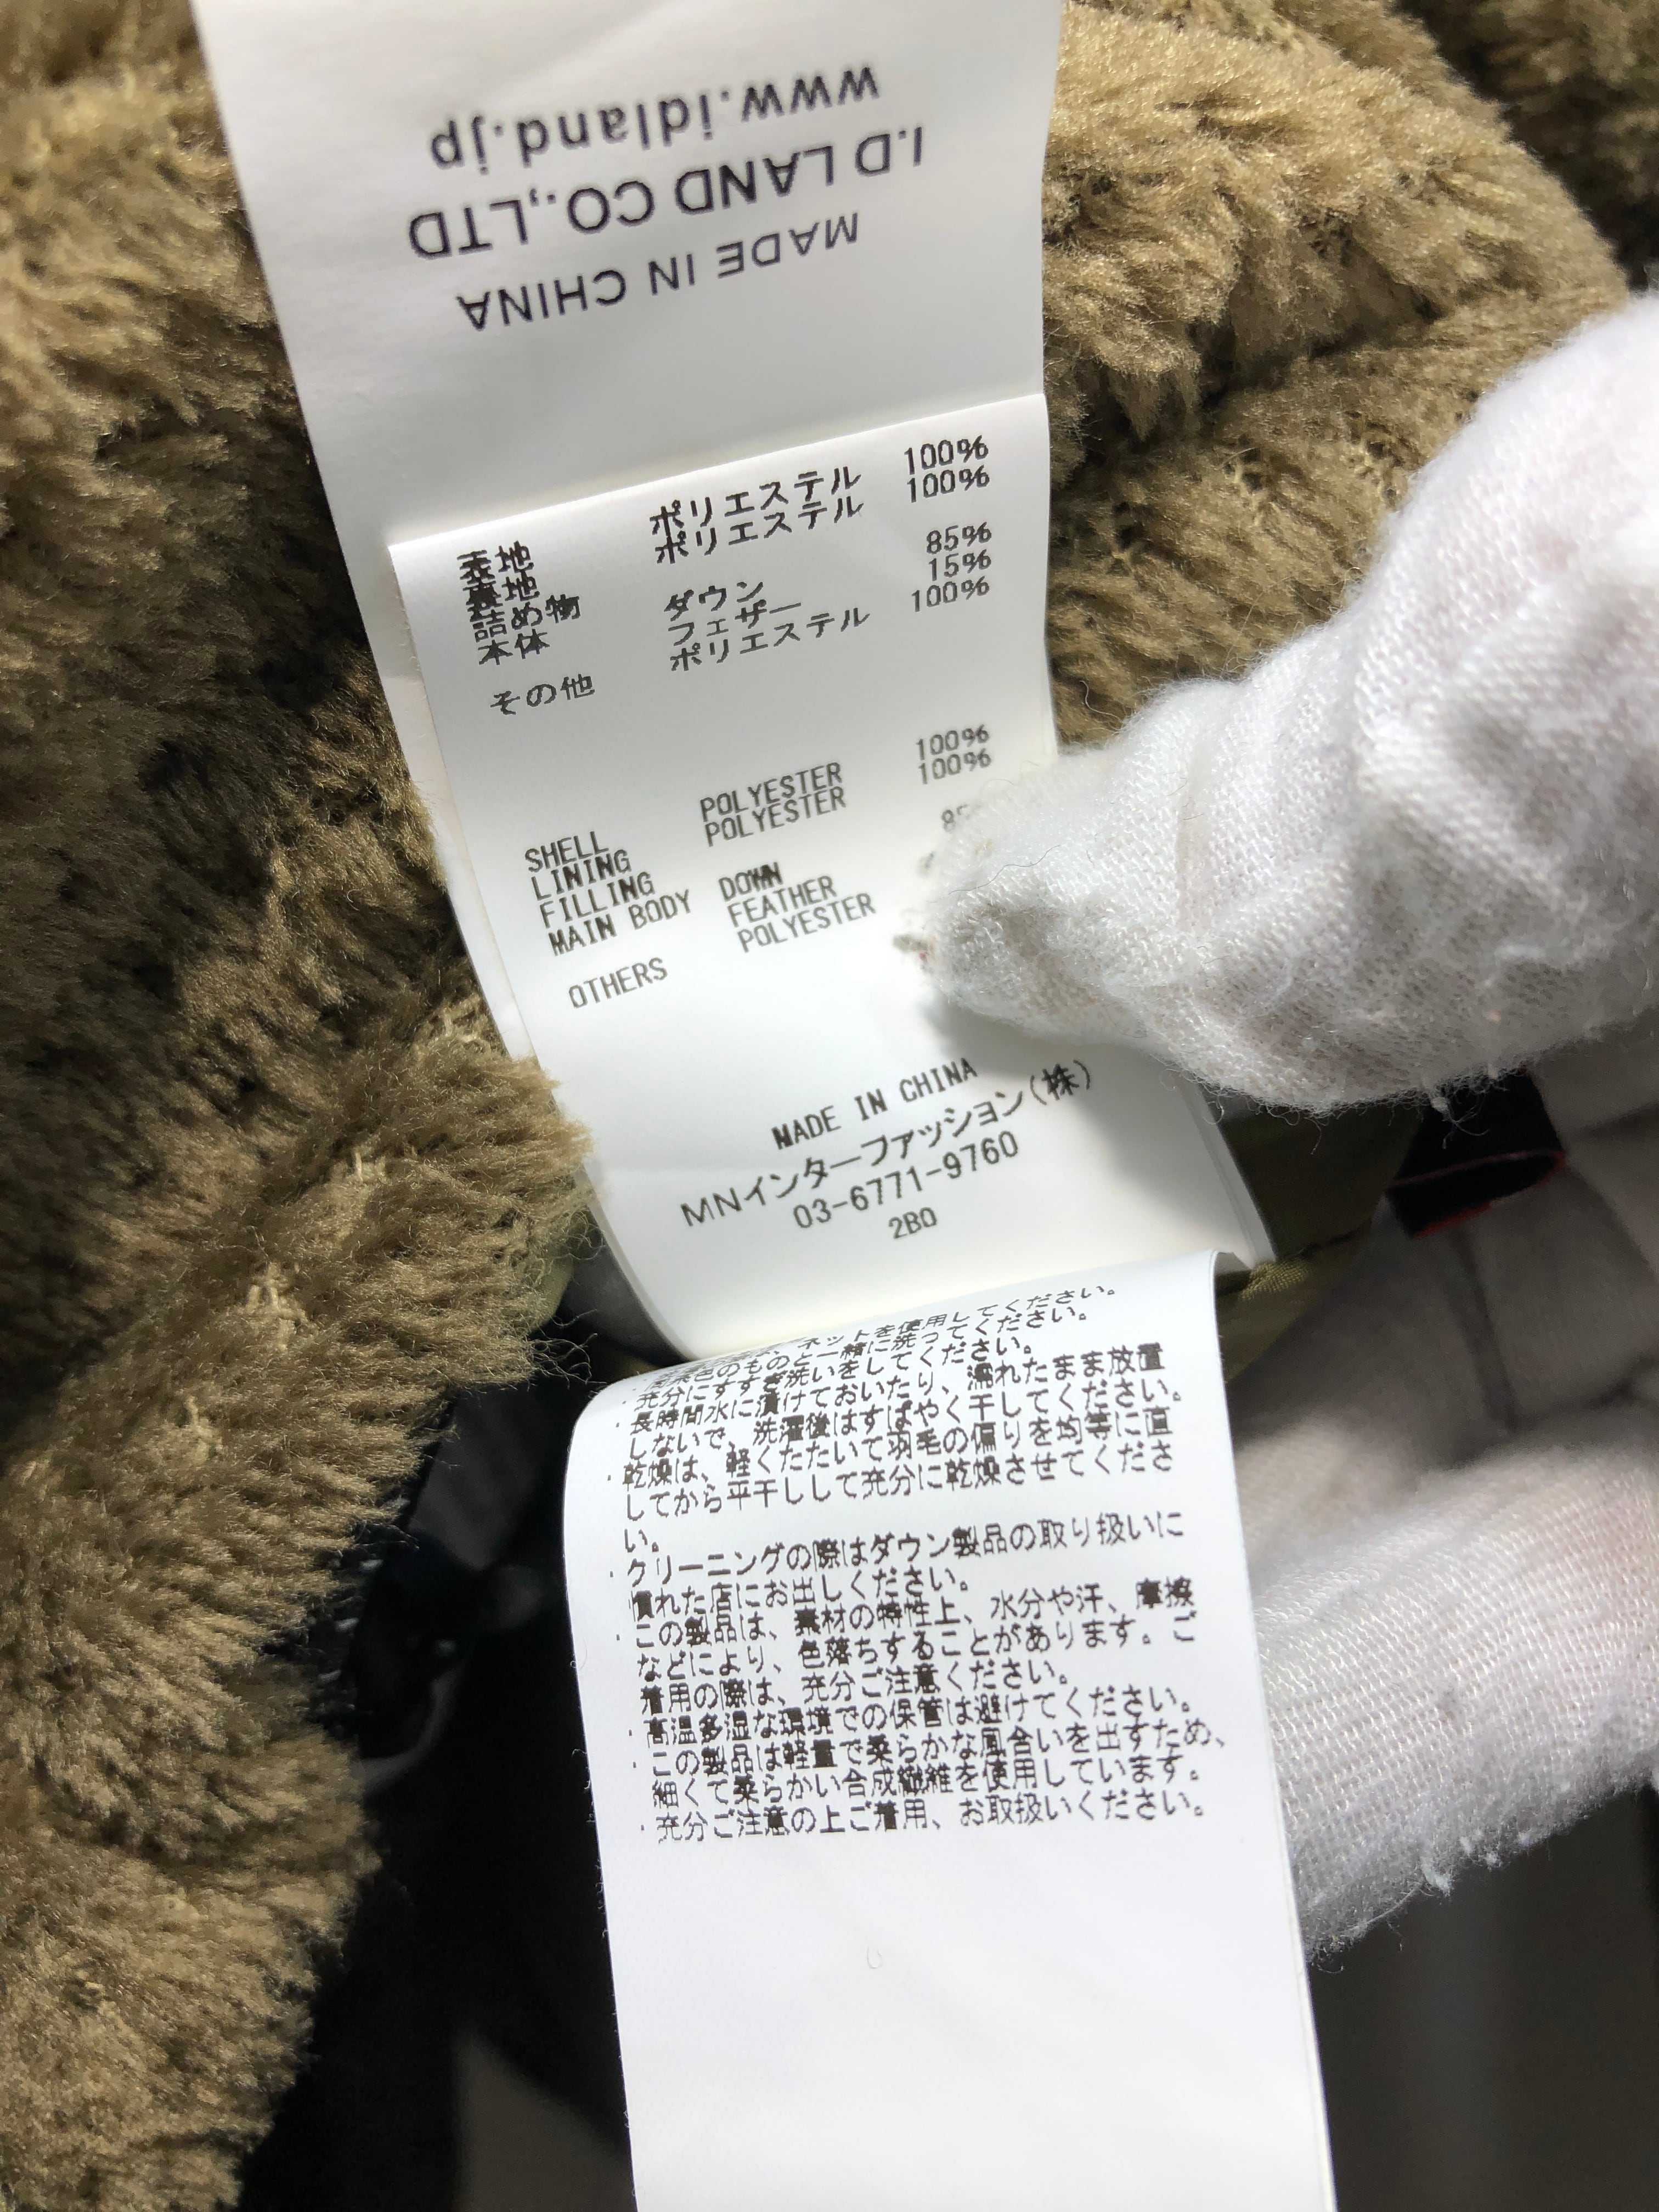 www.idland.jp
I.D LAND CO.,LTD
MADE IN CHINA
表地 ポリエステル 100%
裏地 ポリエステル 100%
詰め物
本体 ダウン 85%
フェザー 15%
その他 ポリエステル 100%
SHELL POLYESTER 100%
LINING POLYESTER 100%
FILLING
MAIN BODY DOWN
FEATHER
OTHERS POLYESTER
MADE IN CHINA
MNインターファッション(株)
03-6771-9760
2B0
ネットを使用してください。
色のものと一緒に洗ってください。
・充分にすすぎ洗いをしてください。
・長時間水に漬けておいたり、濡れたまま放置
しないで、洗濯後はすばやく干してください。
・乾燥は、軽くたたいて羽毛の偏りを均等に直
してから平干しして充分に乾燥させてくださ
い。
・クリーニングの際はダウン製品の取り扱いに
慣れた店にお出しください。
・この製品は、素材の特性上、水分や汗、摩擦
などにより、色落ちすることがあります。ご
着用の際は、充分ご注意ください。
・高温多湿な環境での保管は避けてください。
・この製品は軽量で柔らかな風合いを出すため、
細くて柔らかい合成繊維を使用しています。
・充分ご注意の上ご着用、お取扱いください。